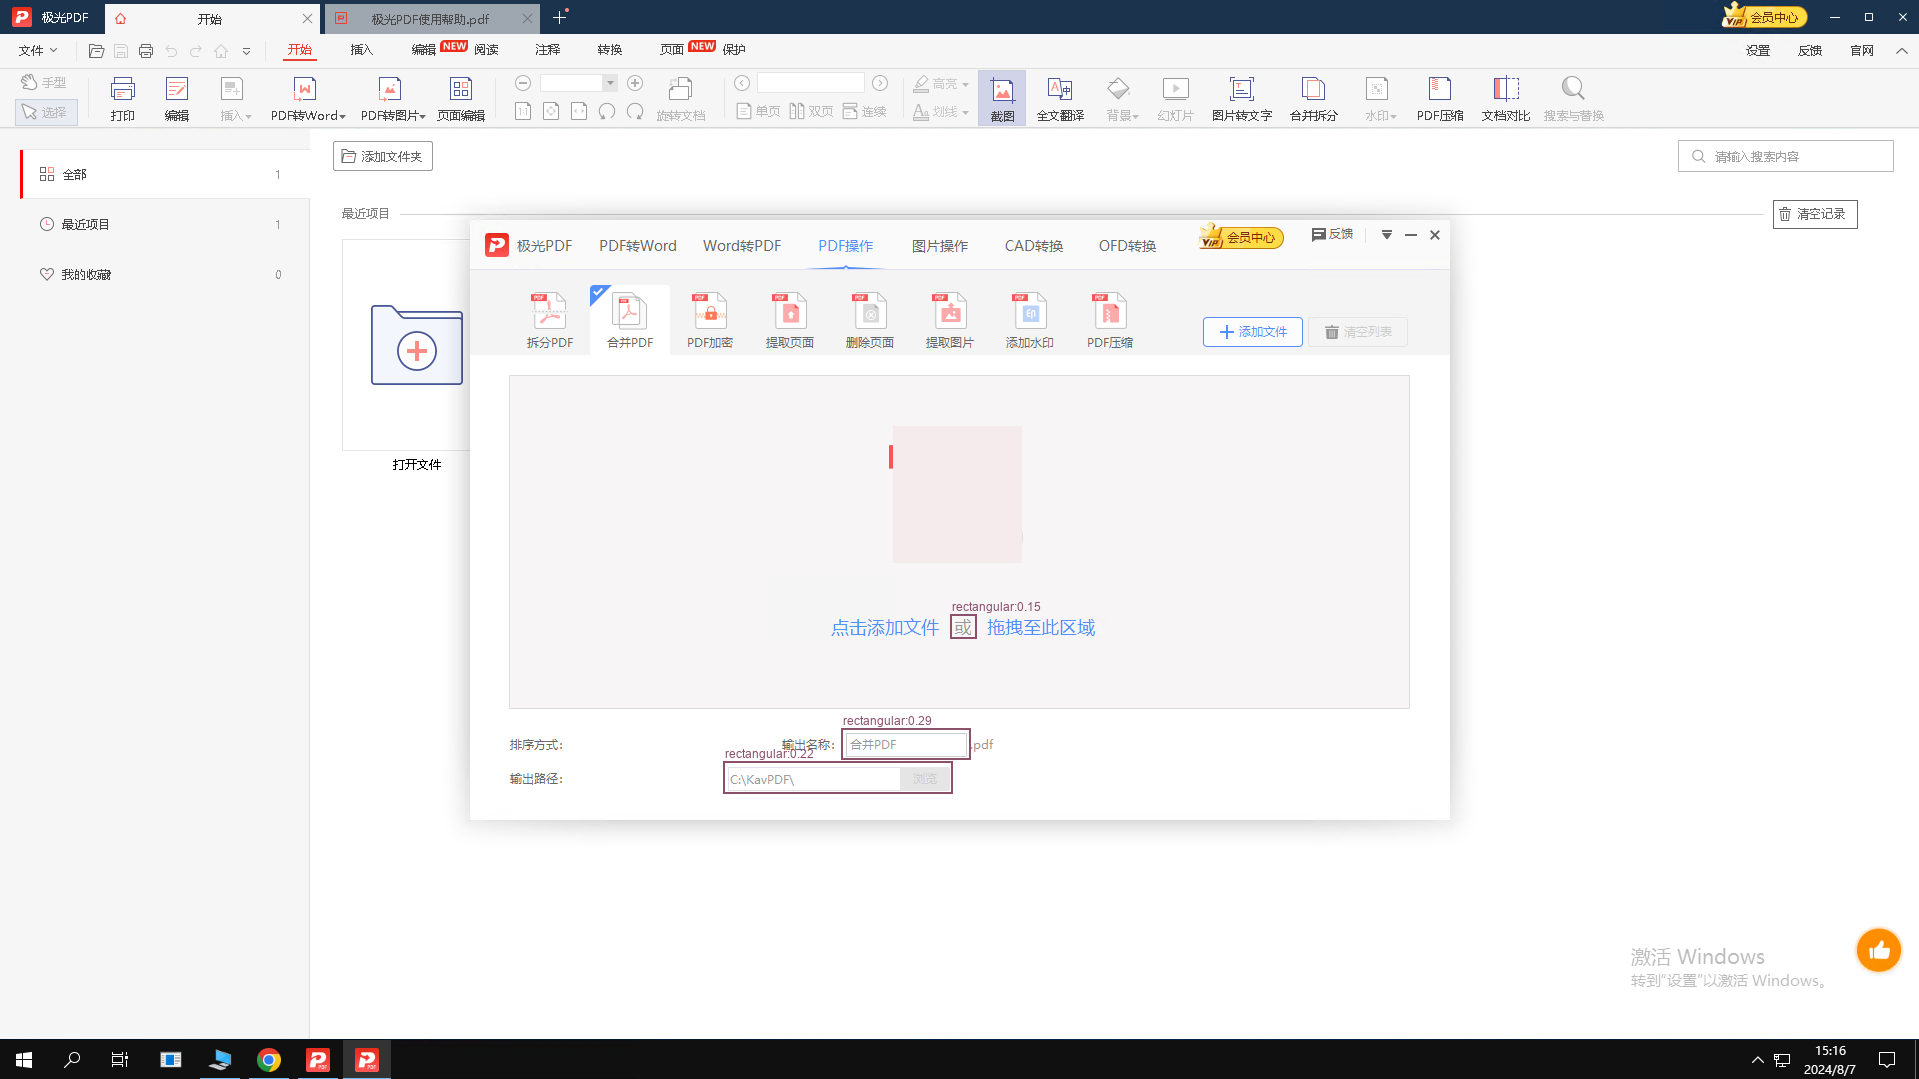 极光PDF 开始 极光PDF使用帮助.pdf 会员中心
文件 开始 插入 编辑 NEW 阅读 注释 转换 页面 NEW 保护 设置 反馈 官网
手型 高亮
选择 单页 双页 连续 划线
打印 编辑 插入 PDF转Word PDF转图片 页面编辑 旋转文档 截图 全文翻译 背景 幻灯片 图片转文字 合并拆分 水印 PDF压缩 文档对比 搜索与替换
添加文件夹 请输入搜索内容
全部 1
最近项目 清空记录
最近项目 1
我的收藏 0
打开文件
极光PDF PDF转Word Word转PDF PDF操作 图片操作 CAD转换 OFD转换 VIP 会员中心 反馈
拆分PDF 合并PDF PDF加密 提取页面 删除页面 提取图片 添加水印 PDF压缩 添加文件 清空列表
rectangular:0.15
点击添加文件 或 拖拽至此区域
rectangular:0.29
排序方式: 输出名称: 合并PDF .pdf
rectangular:0.22
输出路径: C:\KavPDF\ 浏览
激活 Windows
转到“设置”以激活 Windows。
15:16
2024/8/7